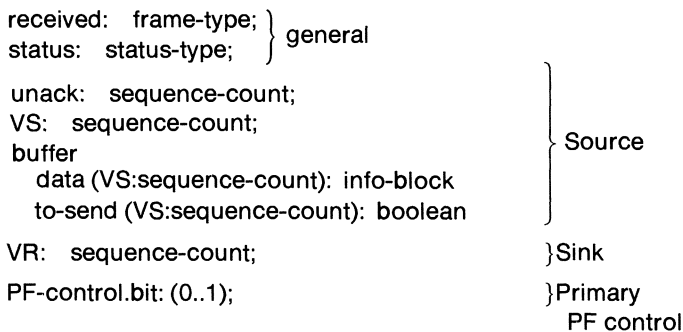 received: frame-type; } general
status: status-type;
unack: sequence-count;
VS: sequence-count;
buffer } Source
data (VS:sequence-count): info-block
to-send (VS:sequence-count): boolean
VR: sequence-count; }Sink
PF-control.bit: (0..1); }Primary
PF control